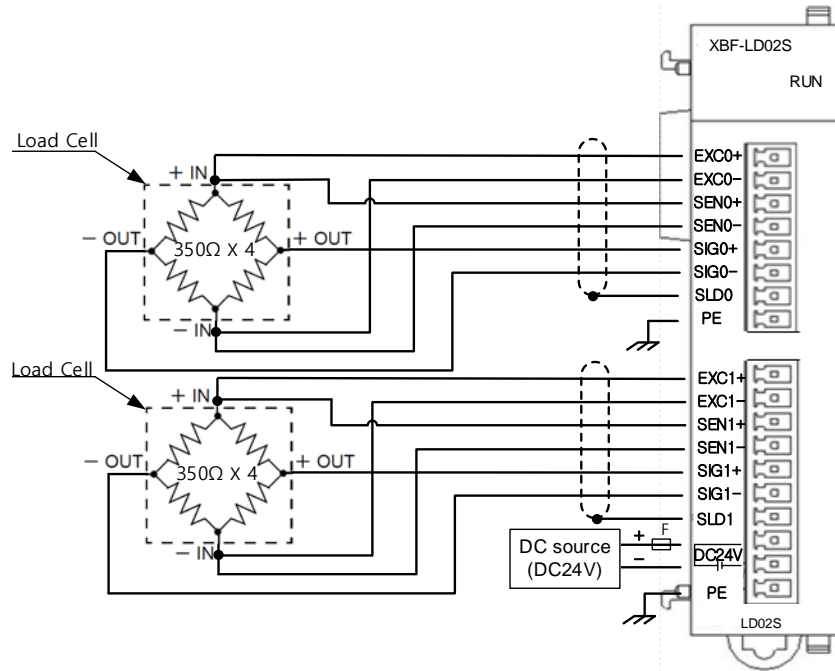 XBF-LD02S
RUN
Load Cell
+ IN
- OUT
350Ω X 4
+ OUT
- IN
EXC0+
EXC0-
SEN0+
SEN0-
SIG0+
SIG0-
SLD0
PE
Load Cell
+ IN
- OUT
350Ω X 4
+ OUT
- IN
EXC1+
EXC1-
SEN1+
SEN1-
SIG1+
SIG1-
SLD1
DC source
(DC24V)
+ F
-
DC24V
PE
LD02S